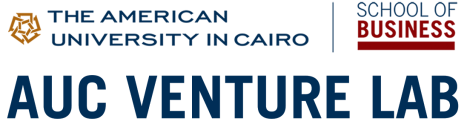 THE AMERICAN
UNIVERSITY IN CAIRO
SCHOOL OF
BUSINESS
AUC VENTURE LAB